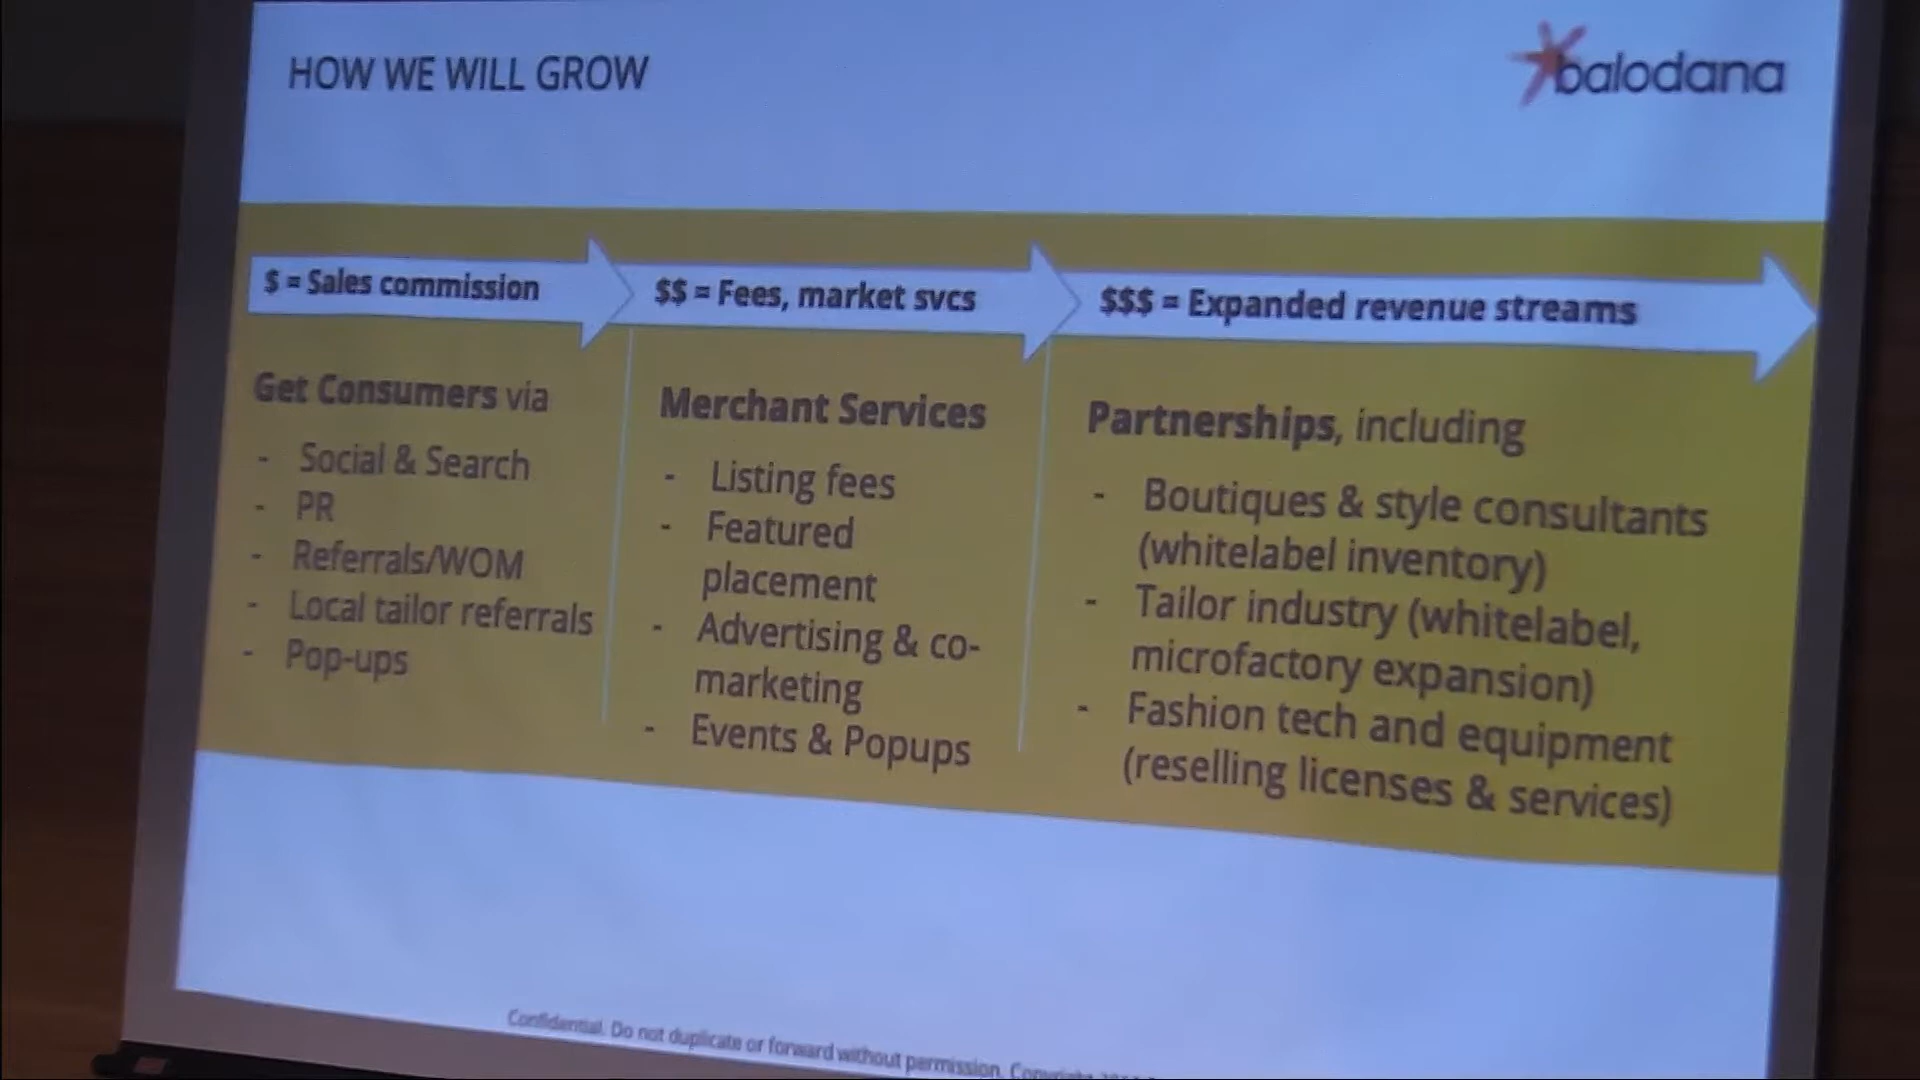 HOW WE WILL GROW
balodana
$ = Sales commission
$$ = Fees, market svcs
$$$ = Expanded revenue streams
Get Consumers via
- Social & Search
- PR
- Referrals/WOM
- Local tailor referrals
- Pop-ups
Merchant Services
- Listing fees
- Featured
placement
- Advertising & co-
marketing
- Events & Popups
Partnerships, including
- Boutiques & style consultants
(whitelabel inventory)
- Tailor industry (whitelabel,
microfactory expansion)
- Fashion tech and equipment
(reselling licenses & services)
Confidential. Do not duplicate or forward without permission. Copyright